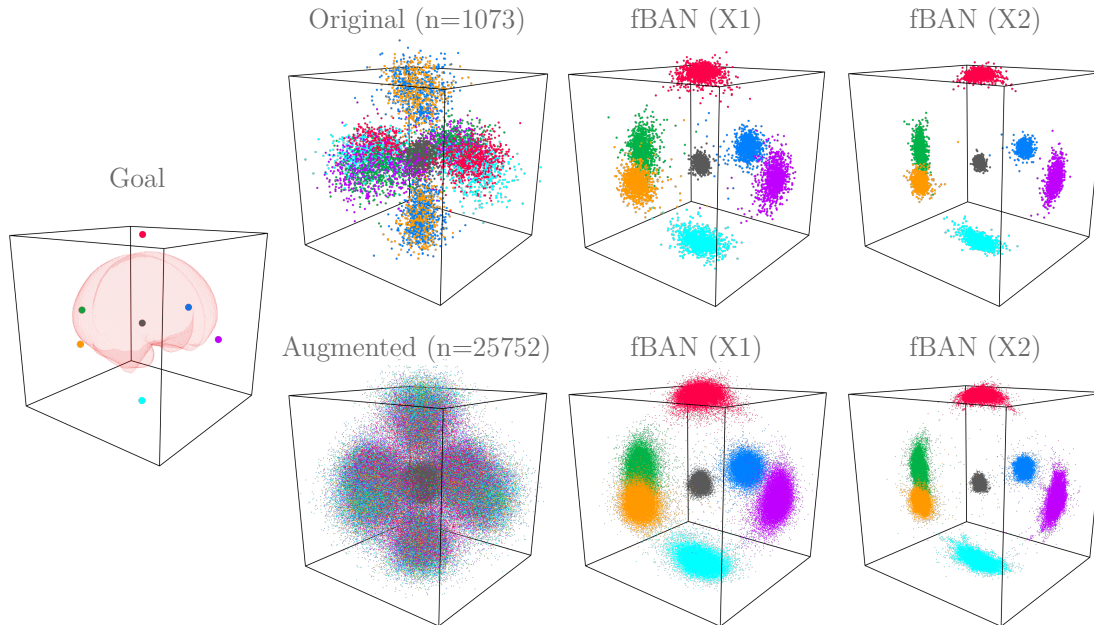 Original (n=1073)
fBAN (X1)
fBAN (X2)
Goal
Augmented (n=25752)
fBAN (X1)
fBAN (X2)